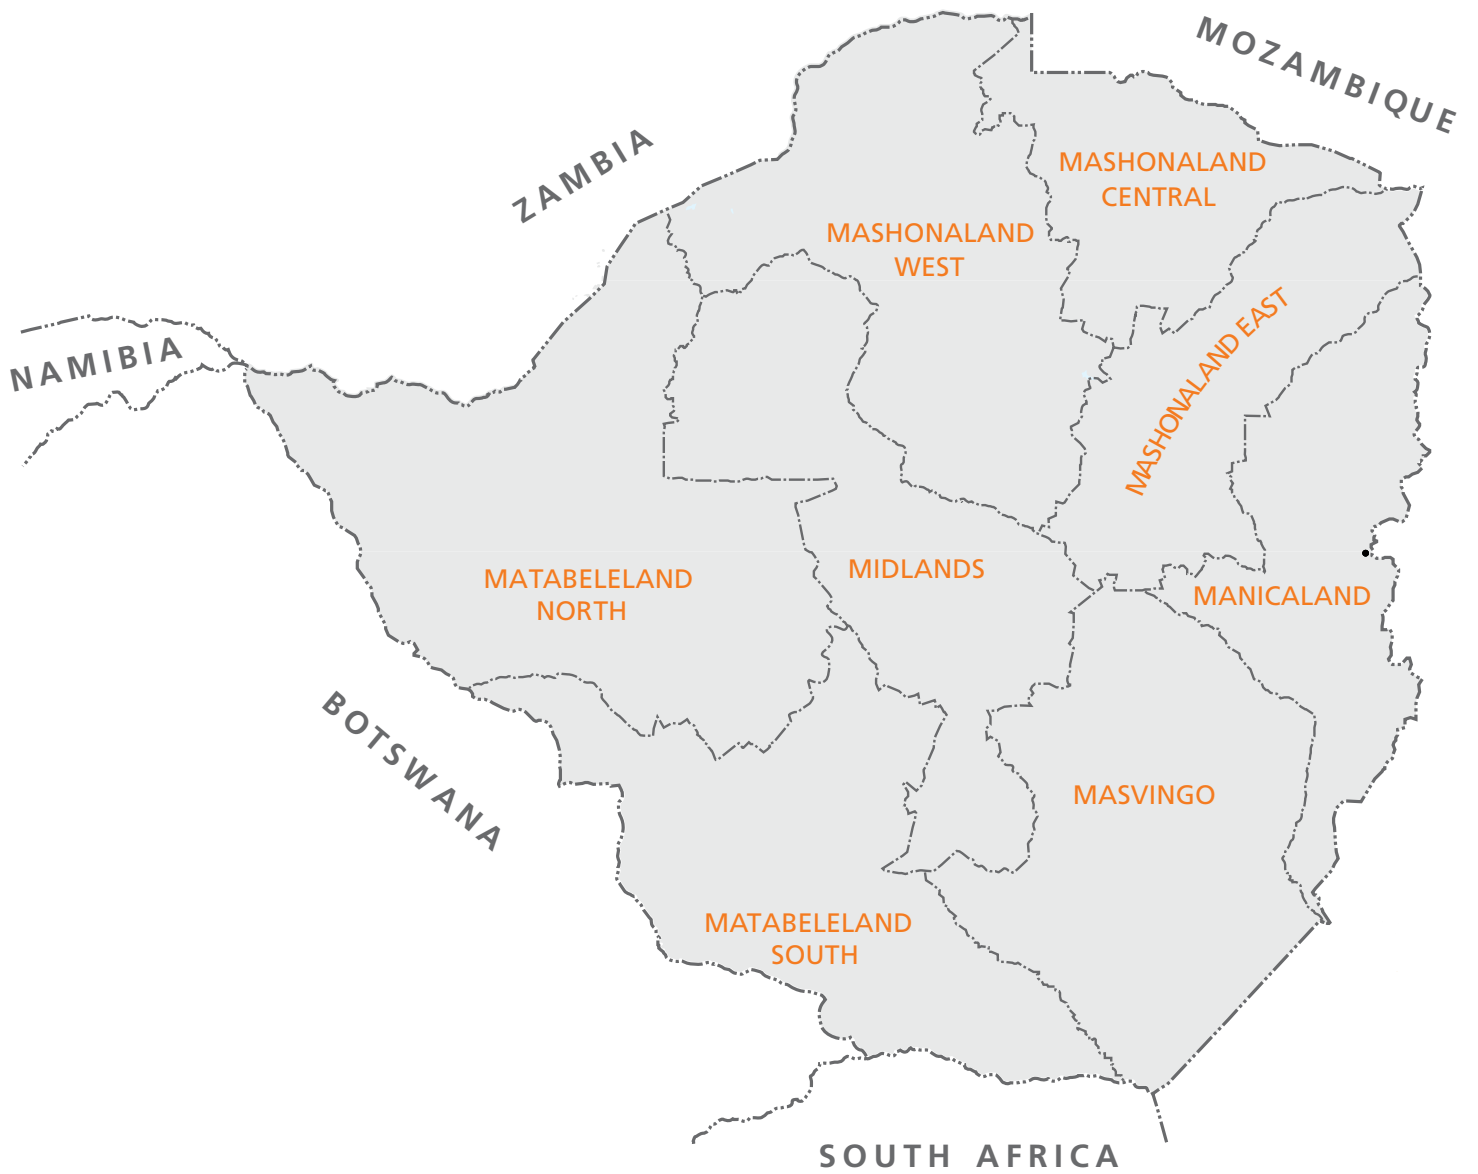 MOZAMBIQUE
ZAMBIA
MASHONALAND
CENTRAL
MASHONALAND
WEST
NAMIBIA
MASHONALAND EAST
MATABELELAND
NORTH
MIDLANDS
MANICALAND
BOTSWANA
MASVINGO
MATABELELAND
SOUTH
SOUTH AFRICA